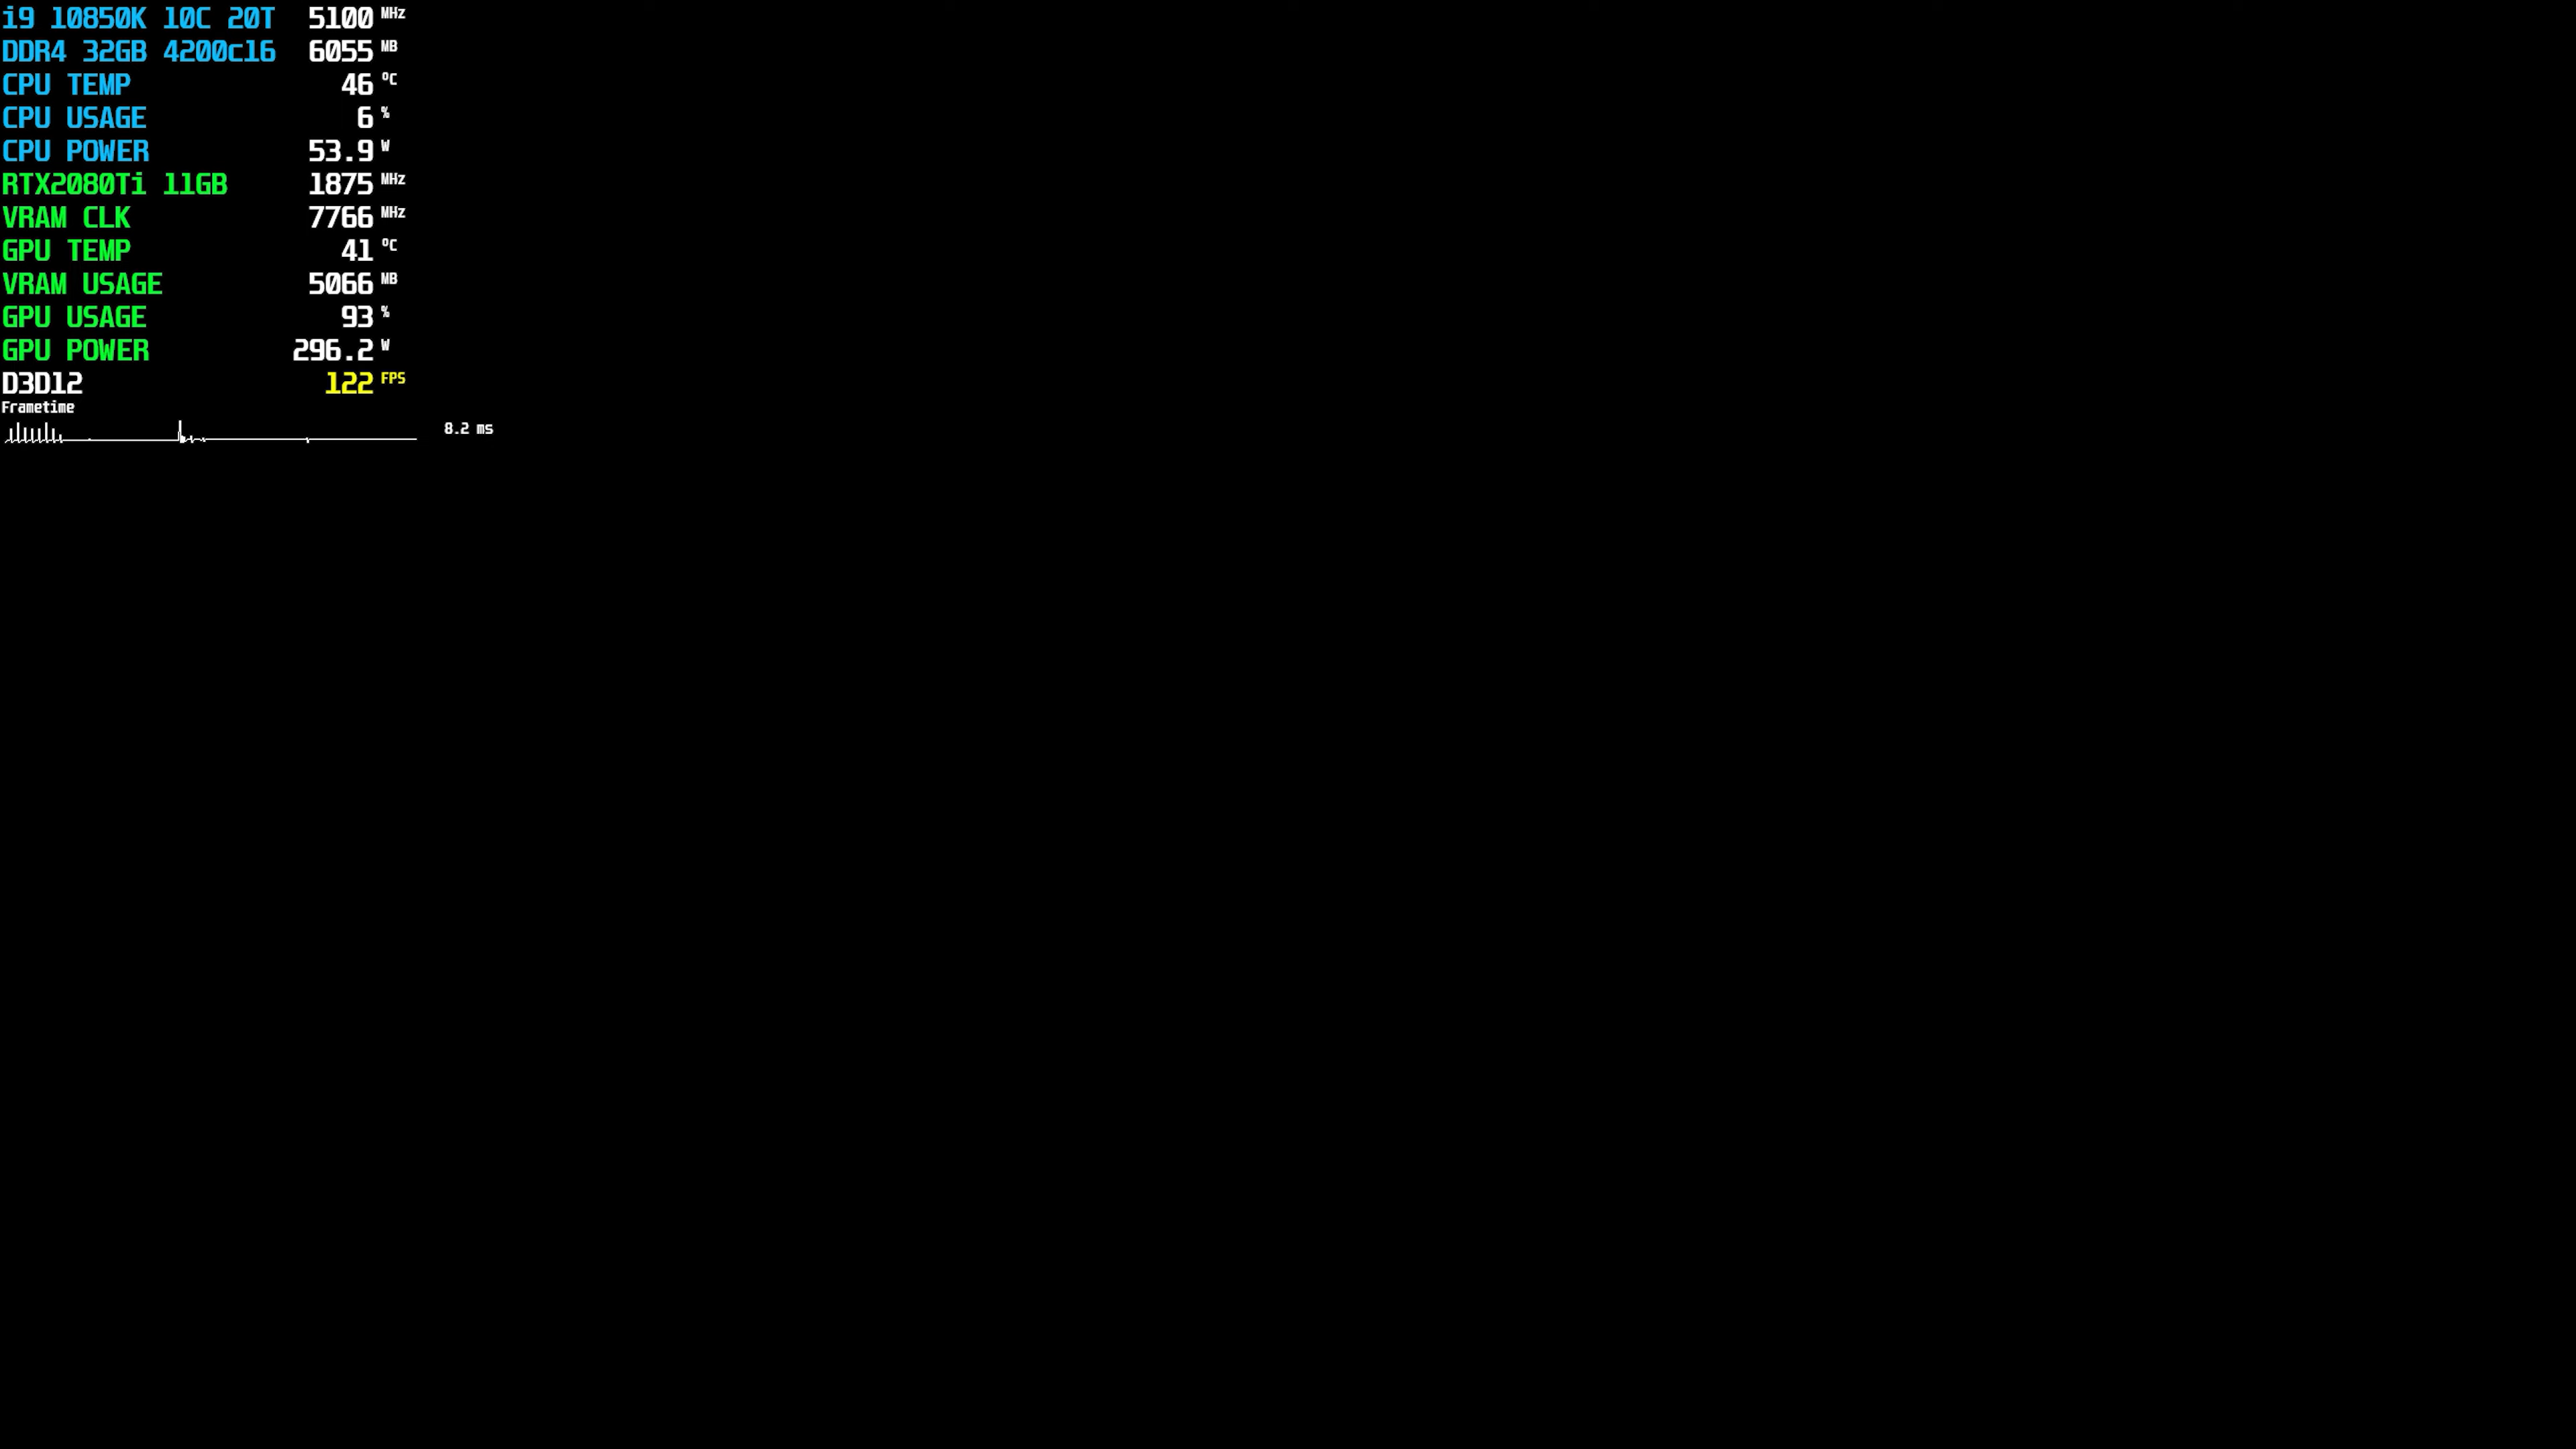 i9 10850K 10C 20T 5100 MHz
DDR4 32GB 4200c16 6055 MB
CPU TEMP 46 °C
CPU USAGE 6 %
CPU POWER 53.9 W
RTX2080Ti 11GB 1875 MHz
VRAM CLK 7766 MHz
GPU TEMP 41 °C
VRAM USAGE 5066 MB
GPU USAGE 93 %
GPU POWER 296.2 W
D3D12 122 FPS
Frametime
8.2 ms